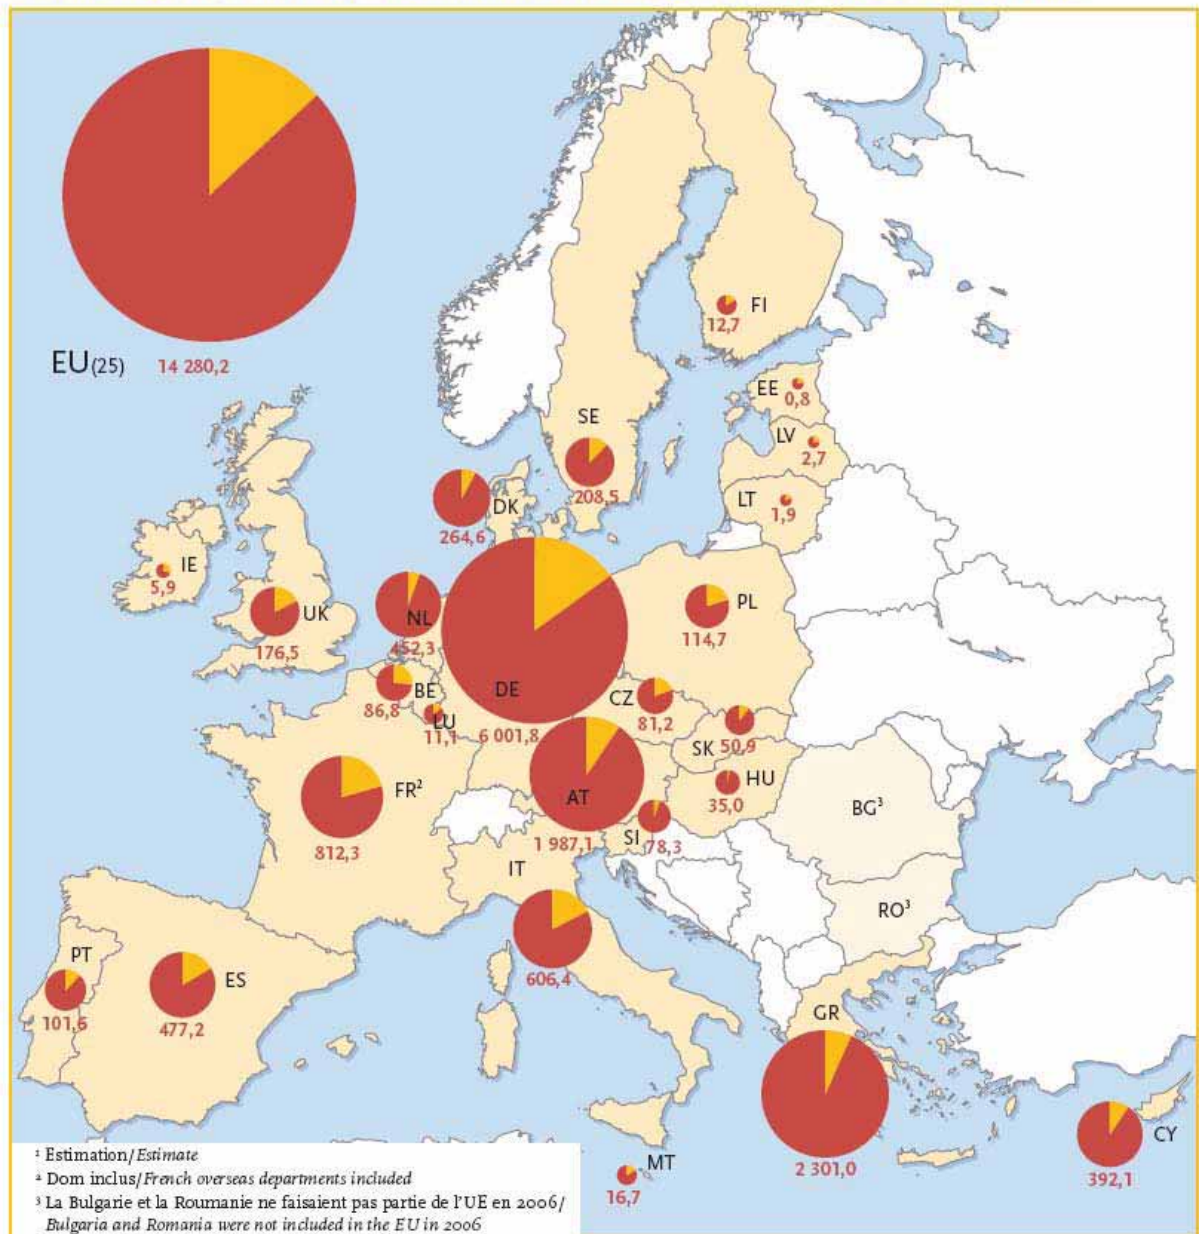 EU(25) 14 280,2
FI
12,7
EE
0,8
SE
LV
2,7
208,5
LT
1,9
DK
264,6
IE
5,9
UK
176,5
NL
452,3
PL
114,7
BE
86,8
LU
11,1
DE
6 001,8
CZ
81,2
SK
50,9
HU
35,0
FR²
812,3
AT
1 987,1
SI
78,3
BG³
IT
606,4
RO³
PT
101,6
ES
477,2
GR
2 301,0
CY
392,1
MT
16,7
¹ Estimation/Estimate
² Dom inclus/French overseas departments included
³ La Bulgarie et la Roumanie ne faisaient pas partie de l'UE en 2006/
Bulgaria and Romania were not included in the EU in 2006